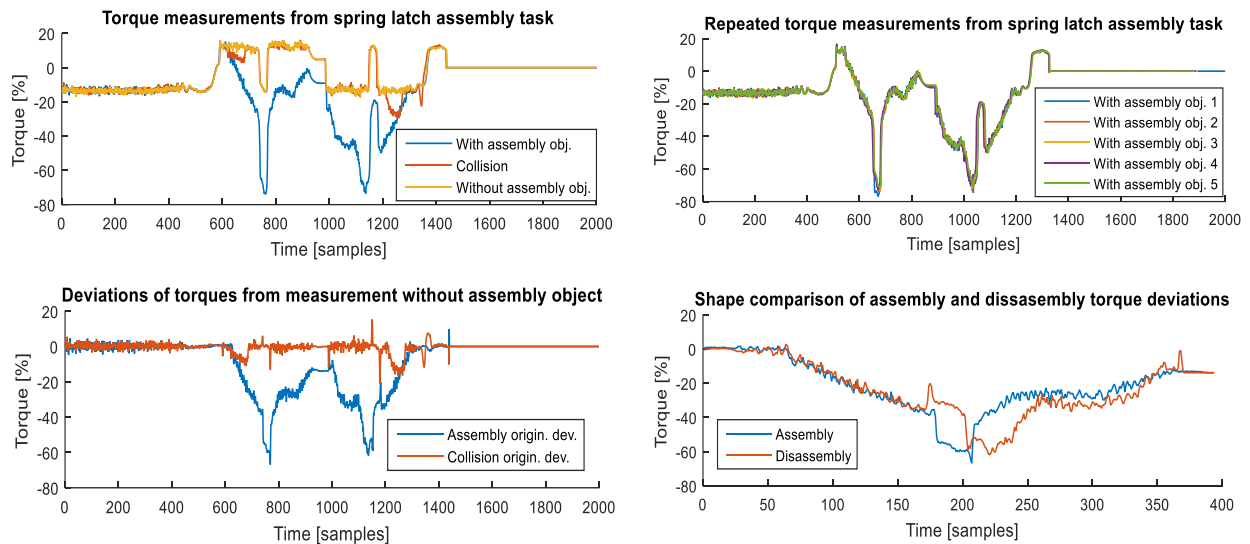 Torque measurements from spring latch assembly task
20
0
-20
-40
-60
-80
Torque [%]
With assembly obj.
Collision
Without assembly obj.
0 200 400 600 800 1000 1200 1400 1600 1800 2000
Time [samples]
Repeated torque measurements from spring latch assembly task
20
0
-20
-40
-60
-80
Torque [%]
With assembly obj. 1
With assembly obj. 2
With assembly obj. 3
With assembly obj. 4
With assembly obj. 5
0 200 400 600 800 1000 1200 1400 1600 1800 2000
Time [samples]
Deviations of torques from measurement without assembly object
20
0
-20
-40
-60
-80
Torque [%]
Assembly origin. dev.
Collision origin. dev.
0 200 400 600 800 1000 1200 1400 1600 1800 2000
Time [samples]
Shape comparison of assembly and dissasembly torque deviations
20
0
-20
-40
-60
-80
Torque [%]
Assembly
Disassembly
0 50 100 150 200 250 300 350 400
Time [samples]